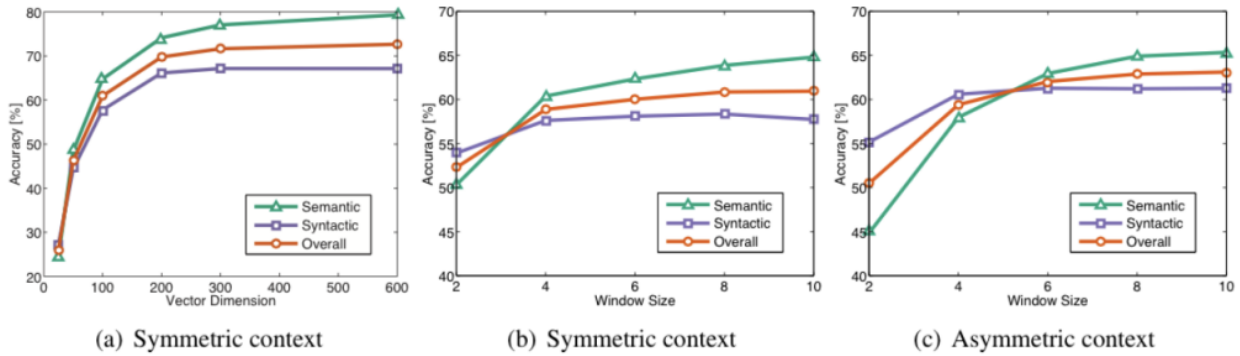 80
70
60
50
40
30
20
Accuracy [%]
0 100 200 300 400 500 600
Vector Dimension
Semantic
Syntactic
Overall
(a) Symmetric context
70
65
60
55
50
45
40
Accuracy [%]
2 4 6 8 10
Window Size
Semantic
Syntactic
Overall
(b) Symmetric context
70
65
60
55
50
45
40
Accuracy [%]
2 4 6 8 10
Window Size
Semantic
Syntactic
Overall
(c) Asymmetric context